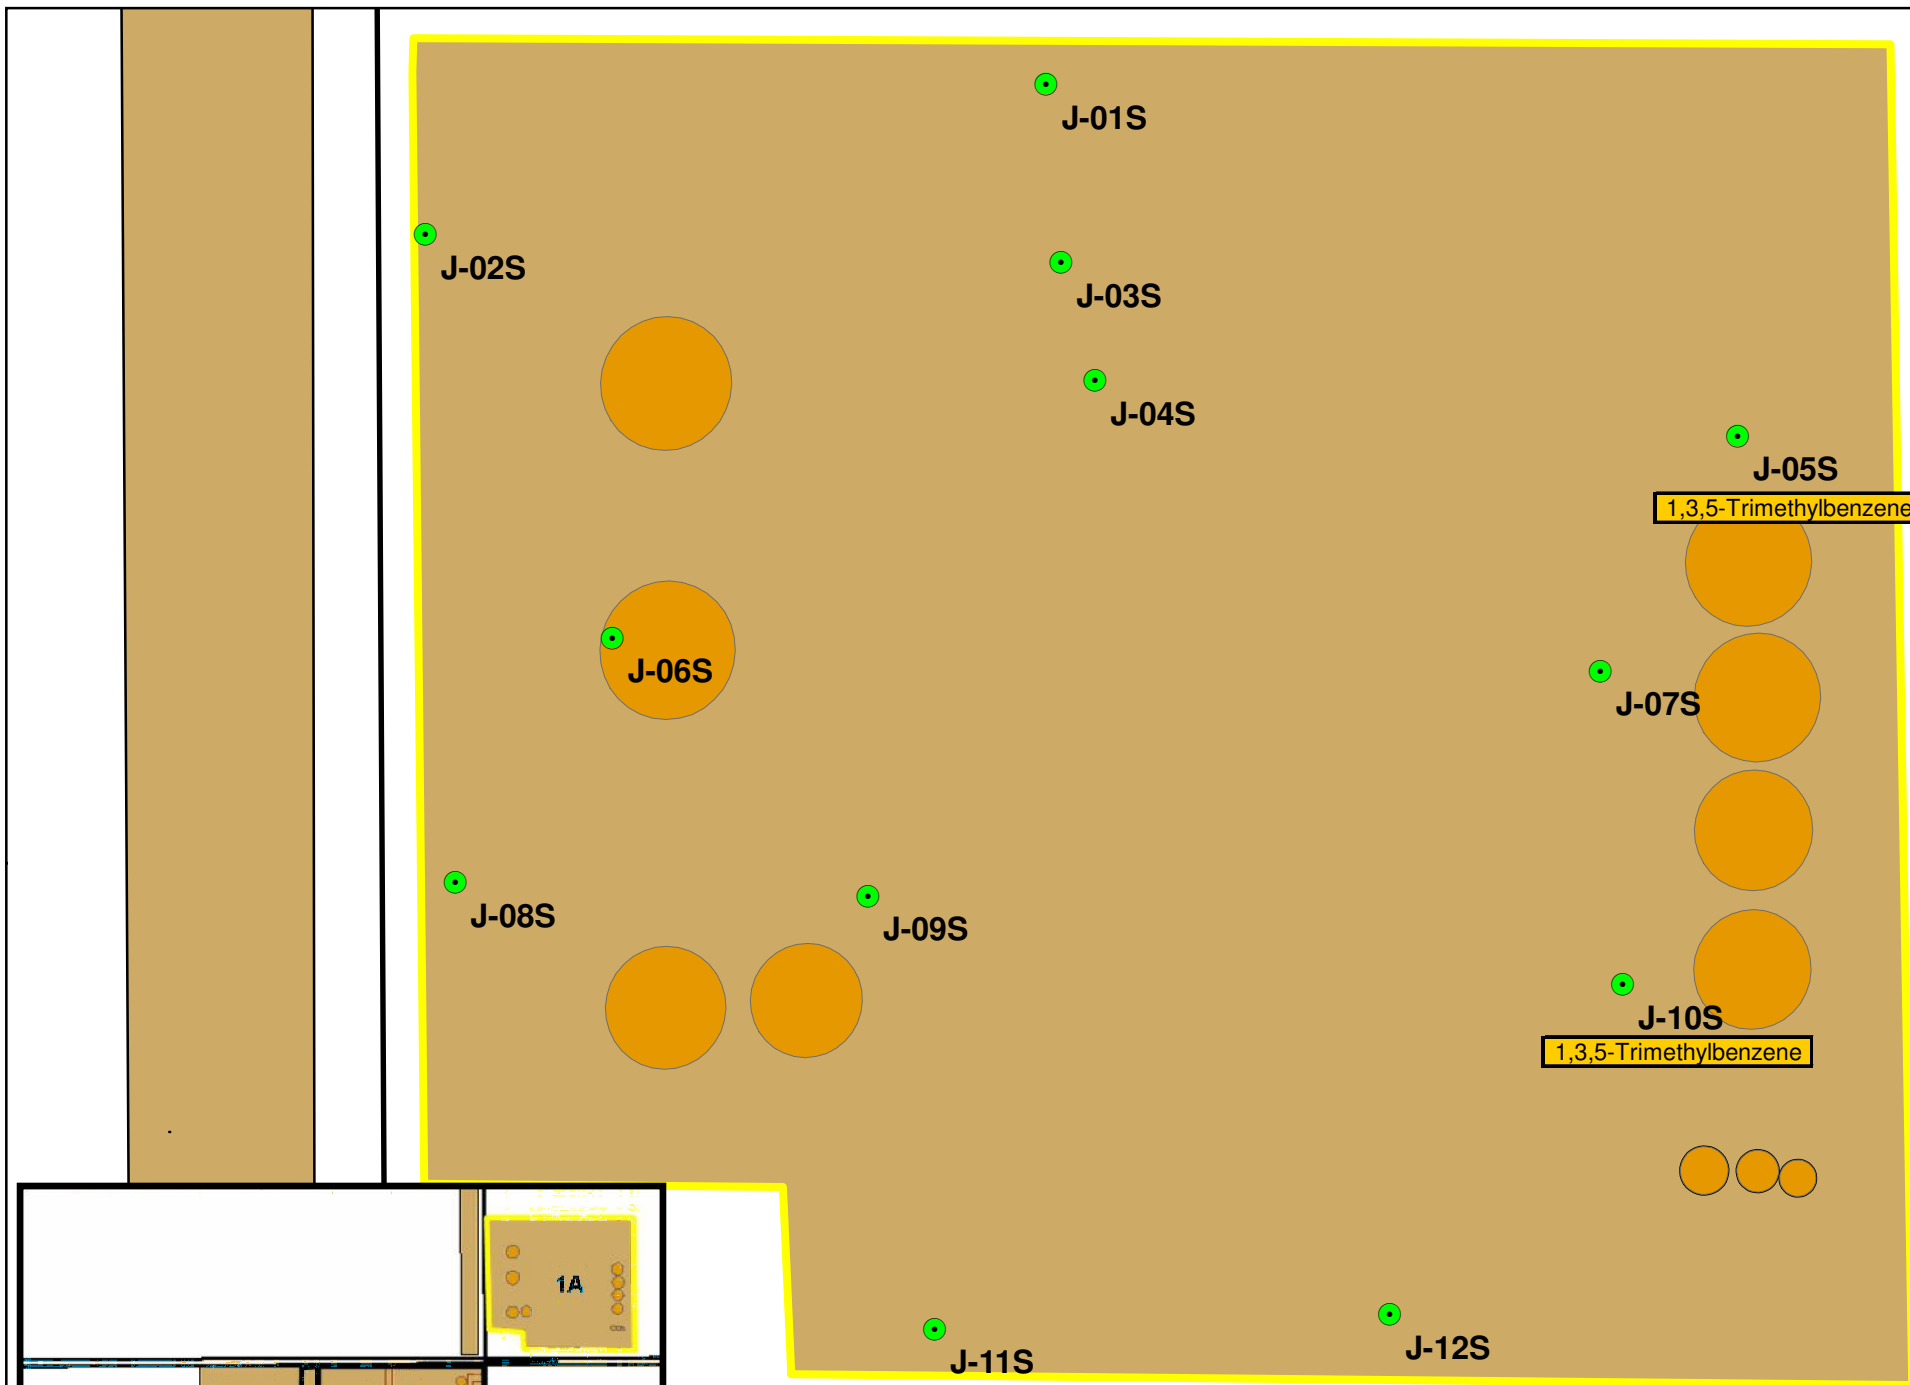 J-01S
J-02S
J-03S
J-04S
J-05S
1,3,5-Trimethylbenzene
J-06S
J-07S
J-08S
J-09S
J-10S
1,3,5-Trimethylbenzene
1A
J-11S
J-12S